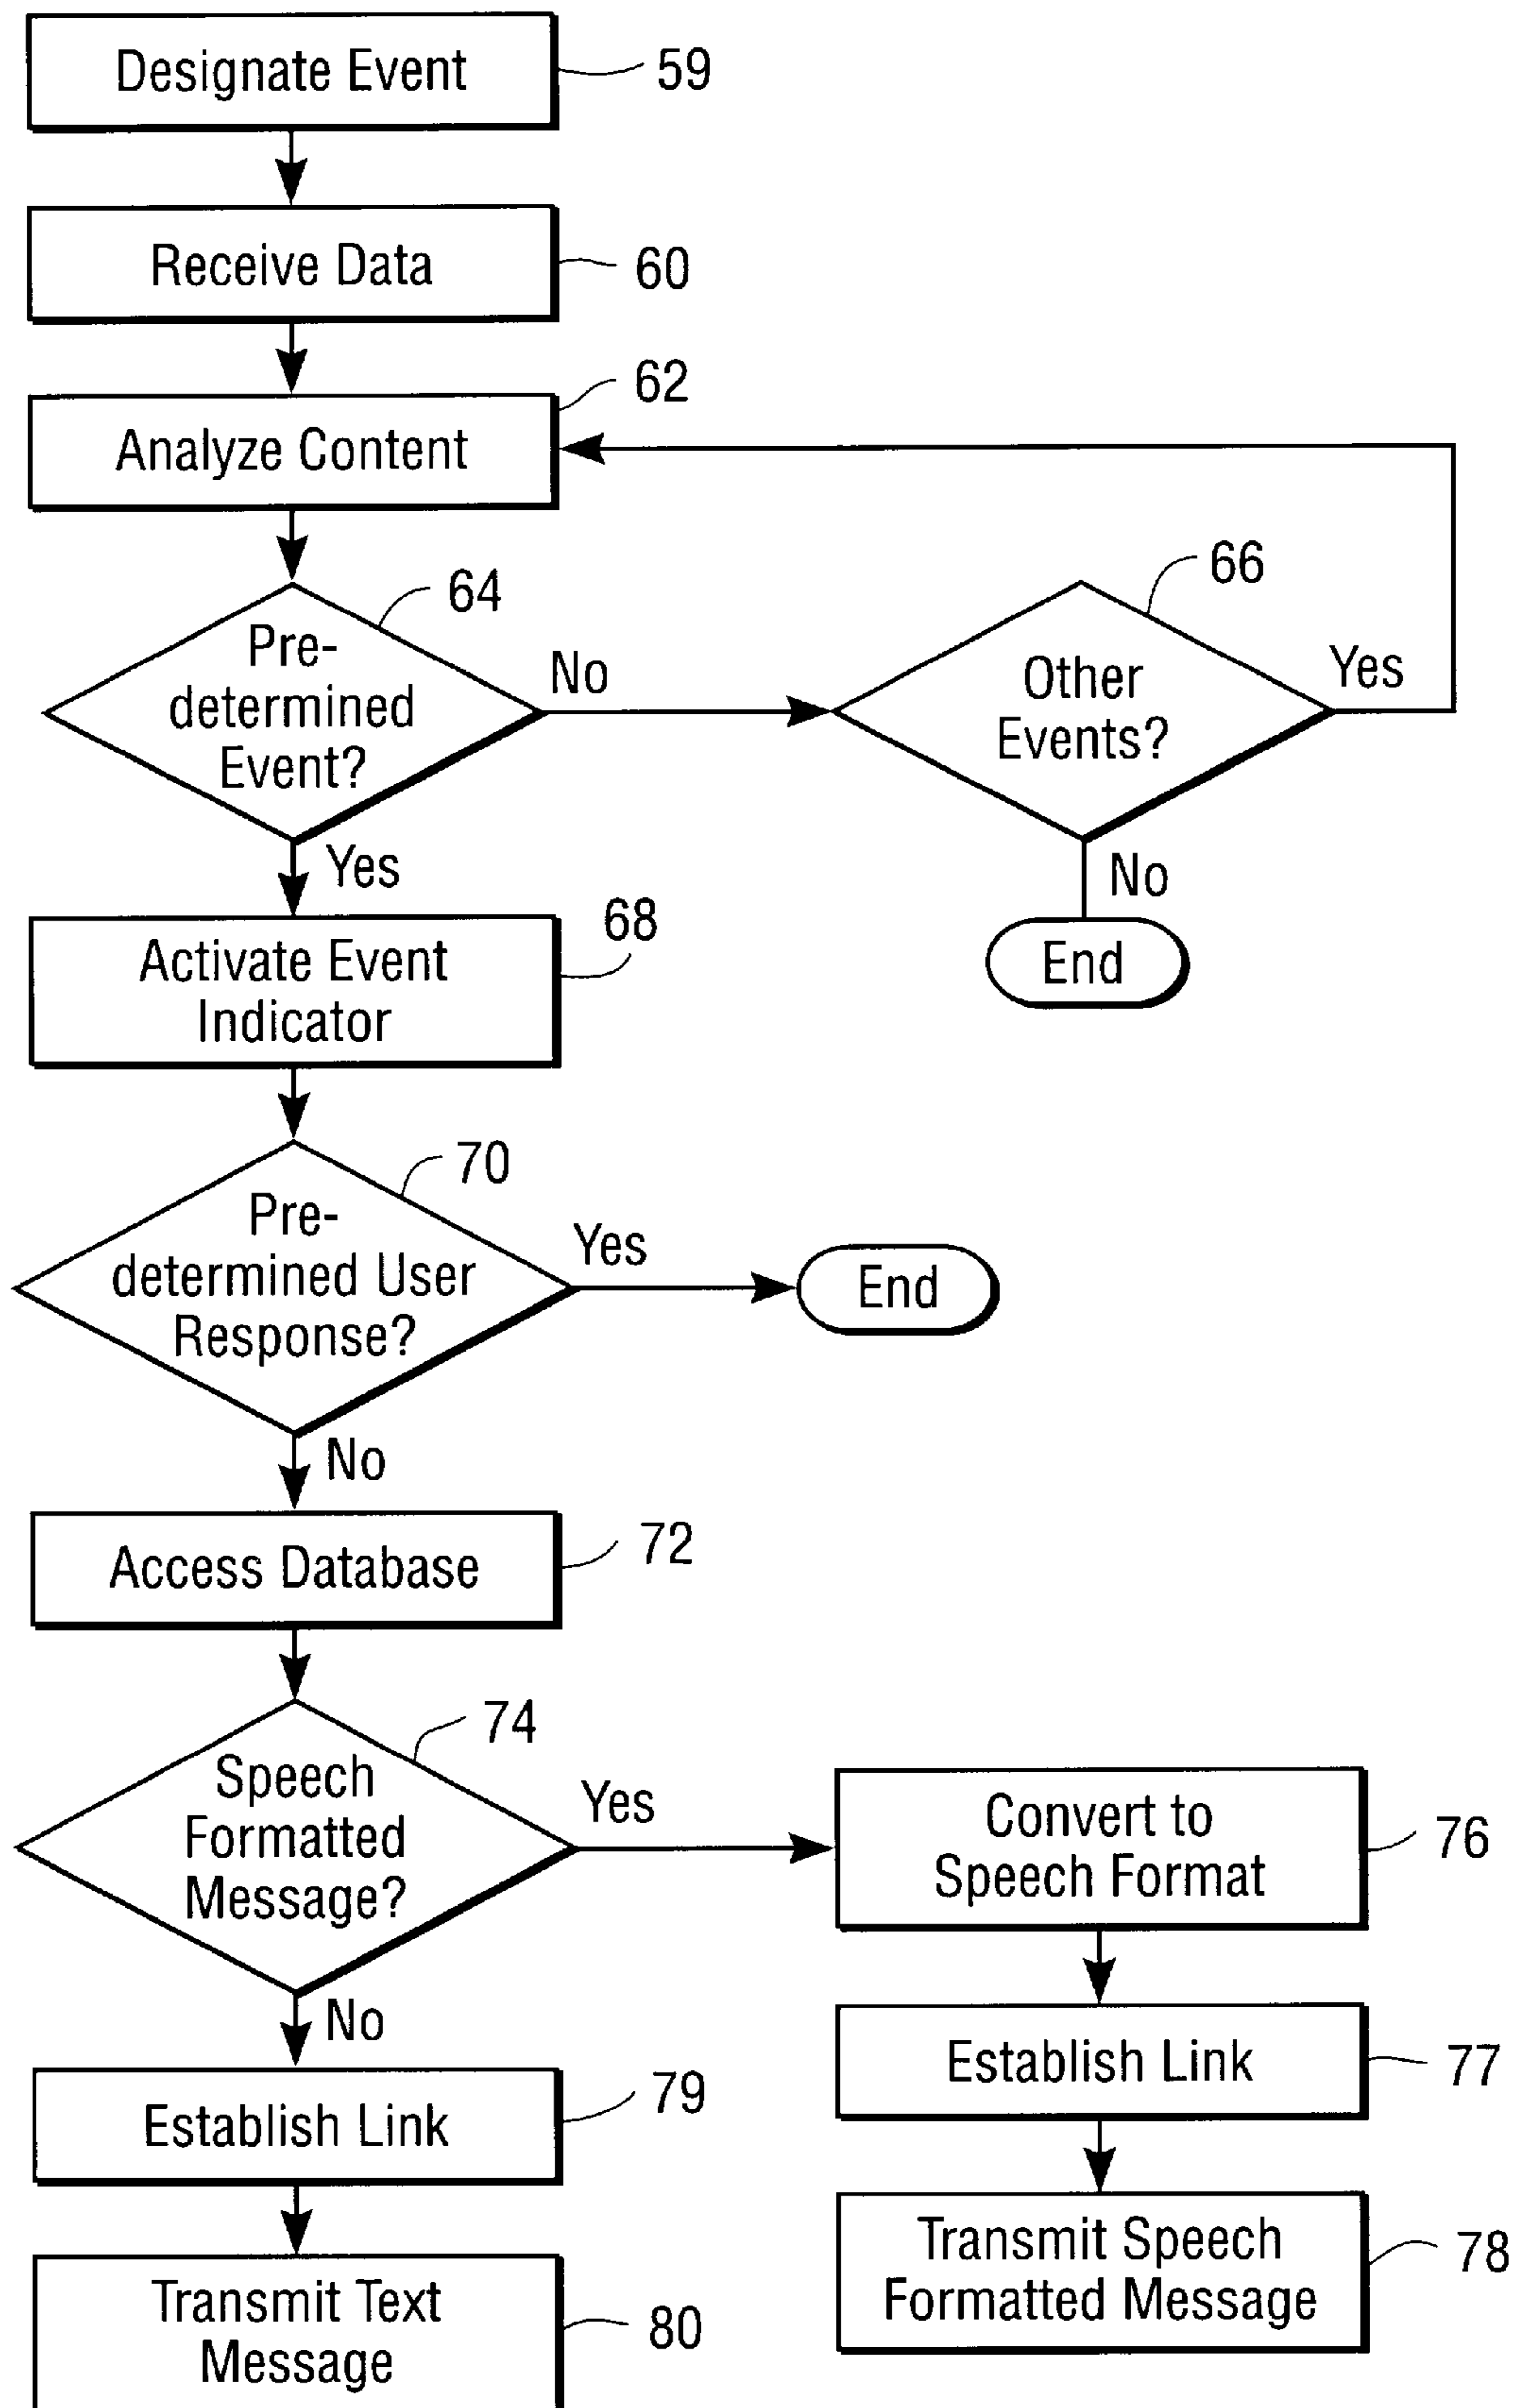 Designate Event
59
Receive Data
60
62
Analyze Content
64
66
Pre-
determined
Event?
No
Other
Events?
Yes
Yes
No
68
Activate Event
Indicator
End
70
Pre-
determined User
Response?
Yes
End
No
Access Database
72
74
Speech
Formatted
Message?
Yes
Convert to
Speech Format
76
No
Establish Link
77
Establish Link
79
Transmit Speech
Formatted Message
78
Transmit Text
Message
80